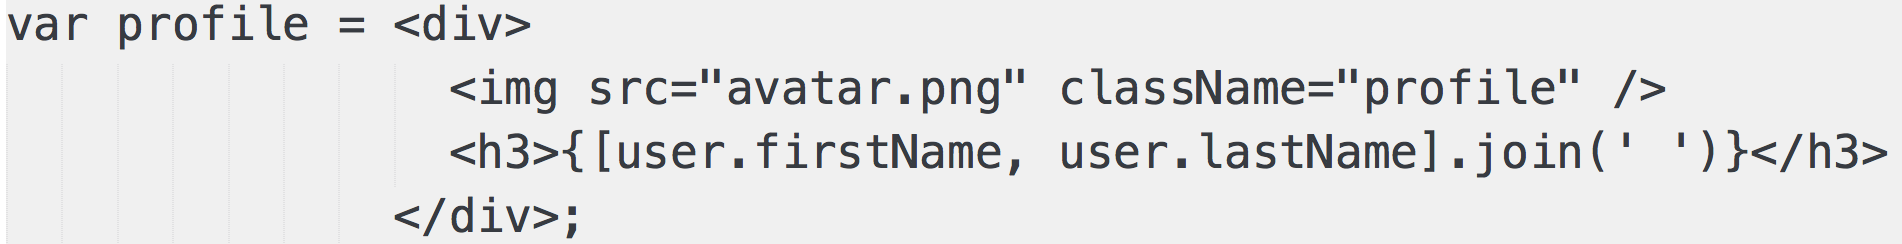 var profile = <div>
                <img src="avatar.png" className="profile" />
                <h3>{[user.firstName, user.lastName].join(' ')}</h3>
              </div>;